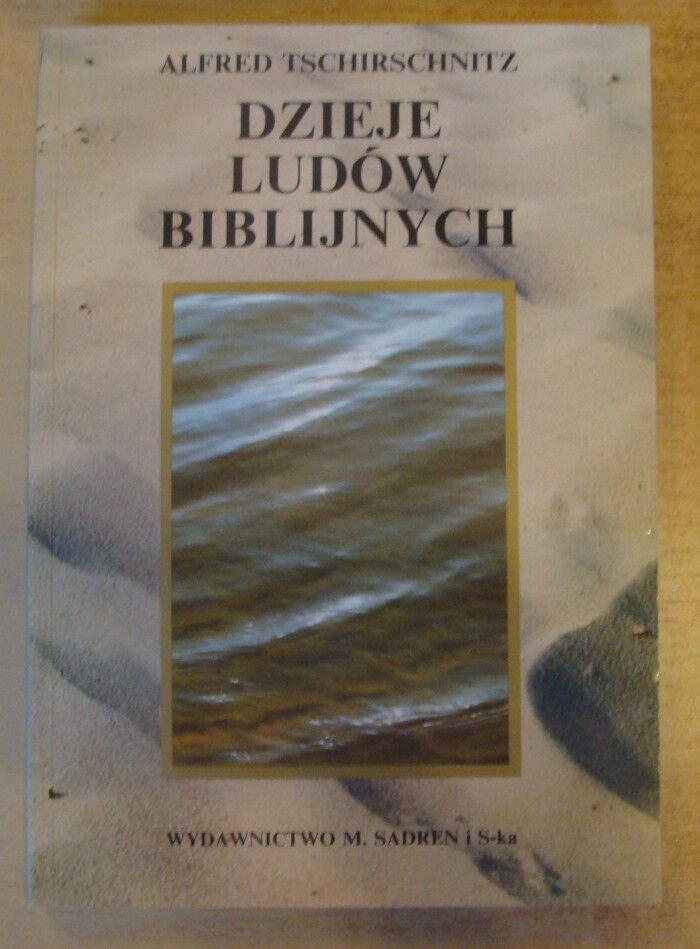 ALFRED TSCHIRSCHNITZ
DZIEJE
LUDÓW
BIBLIJNYCH
WYDAWNICTWO M. SADREN i S-ka